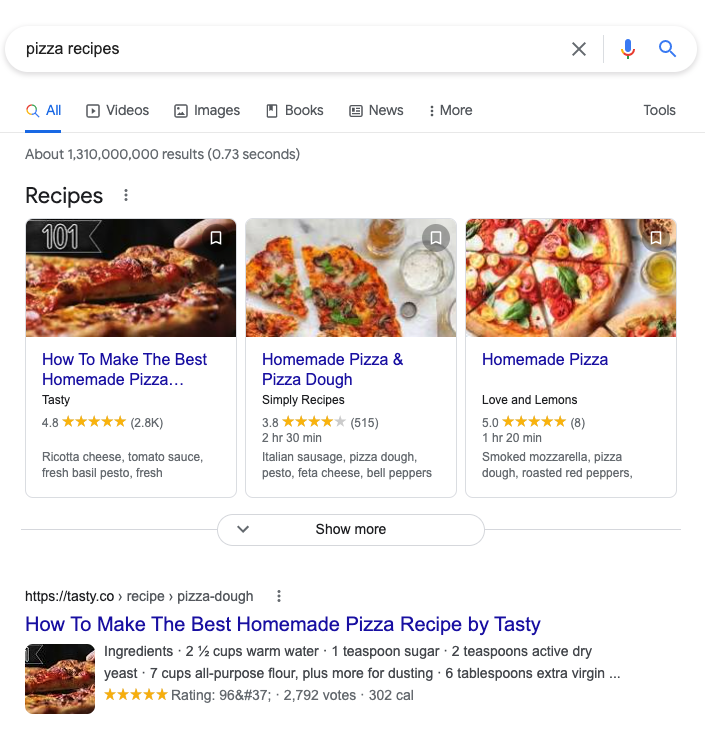 pizza recipes
All Videos Images Books News More Tools
About 1,310,000,000 results (0.73 seconds)
Recipes
101
How To Make The Best
Homemade Pizza…
Tasty
4.8 (2.8K)
Ricotta cheese, tomato sauce,
fresh basil pesto, fresh
Homemade Pizza &
Pizza Dough
Simply Recipes
3.8 (515)
2 hr 30 min
Italian sausage, pizza dough,
pesto, feta cheese, bell peppers
Homemade Pizza
Love and Lemons
5.0 (8)
1 hr 20 min
Smoked mozzarella, pizza
dough, roasted red peppers,
Show more
https://tasty.co › recipe › pizza-dough
How To Make The Best Homemade Pizza Recipe by Tasty
Ingredients · 2 ½ cups warm water · 1 teaspoon sugar · 2 teaspoons active dry
yeast · 7 cups all-purpose flour, plus more for dusting · 6 tablespoons extra virgin ...
Rating: 96&#37; · 2,792 votes · 302 cal